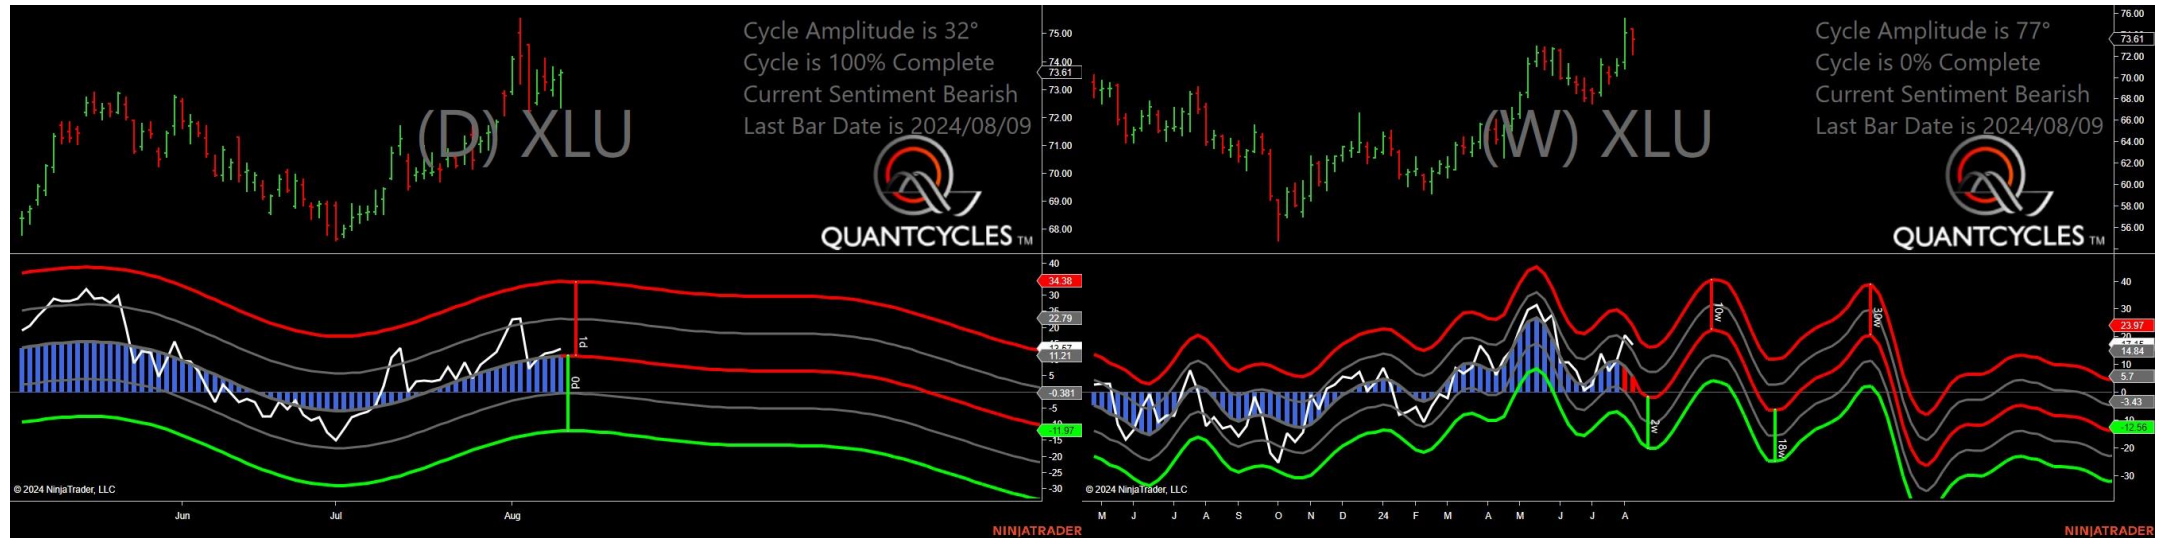 Cycle Amplitude is 32°
Cycle is 100% Complete
Current Sentiment Bearish
Last Bar Date is 2024/08/09
(D) XLU
QUANTCYCLES TM
75.00
74.00
73.61
73.00
72.00
71.00
70.00
69.00
68.00
40
34.38
30
22.79
20
11.21
5
-0.381
-5
-11.97
-15
-20
-25
-30
1d
0d
© 2024 NinjaTrader, LLC
Jun
Jul
Aug
NINJATRADER
Cycle Amplitude is 77°
Cycle is 0% Complete
Current Sentiment Bearish
Last Bar Date is 2024/08/09
(W) XLU
QUANTCYCLES TM
76.00
73.61
72.00
70.00
68.00
66.00
64.00
62.00
60.00
58.00
56.00
40
30
23.97
20
14.84
10
5.7
0
-3.43
-10
-12.56
-20
-30
2w
10w
18w
30w
© 2024 NinjaTrader, LLC
M J J A S O N D 24 F M A M J J A
NINJATRADER